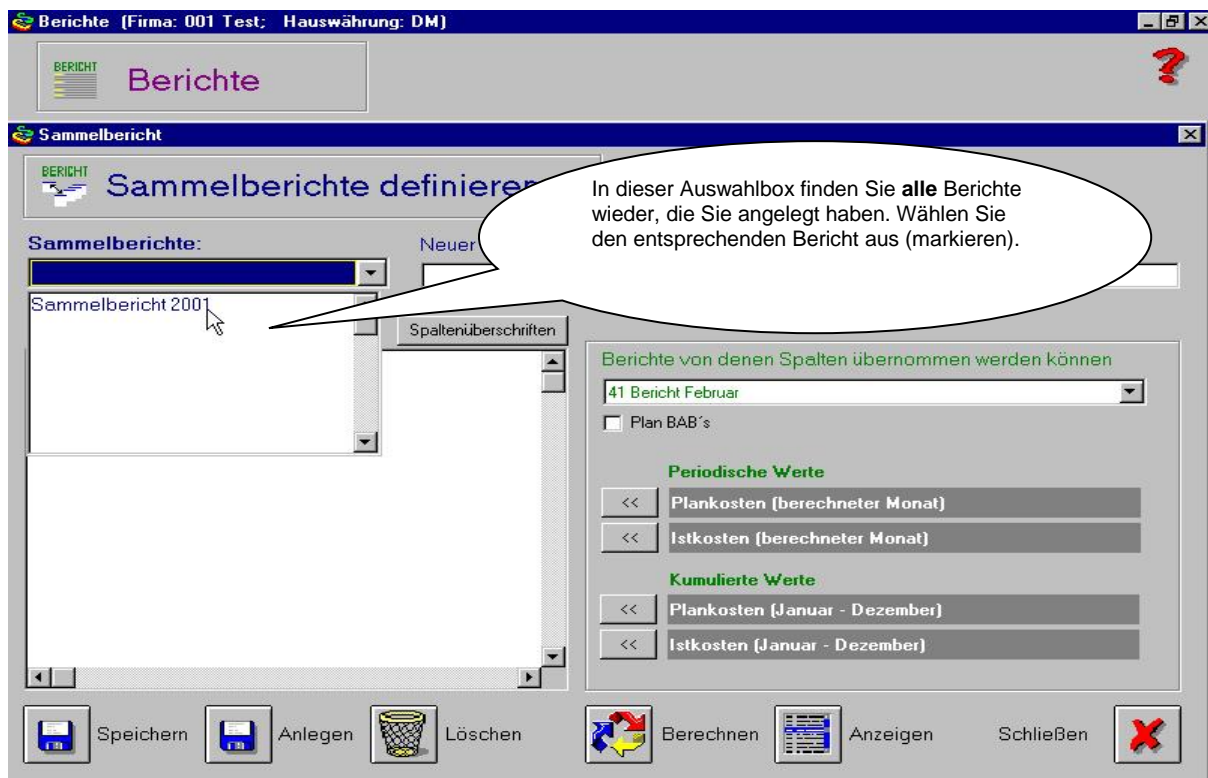 Berichte (Firma: 001 Test; Hauswährung: DM)
BERICHT
Berichte
Sammelbericht
BERICHT
Sammelberichte definieren
In dieser Auswahlbox finden Sie alle Berichte
wieder, die Sie angelegt haben. Wählen Sie
den entsprechenden Bericht aus (markieren).
Sammelberichte:
Neuer
Sammelbericht 2001
Spaltenüberschriften
Berichte von denen Spalten übernommen werden können
41 Bericht Februar
Plan BAB´s
Periodische Werte
<< Plankosten (berechneter Monat)
<< Istkosten (berechneter Monat)
Kumulierte Werte
<< Plankosten (Januar - Dezember)
<< Istkosten (Januar - Dezember)
Speichern Anlegen Löschen Berechnen Anzeigen Schließen